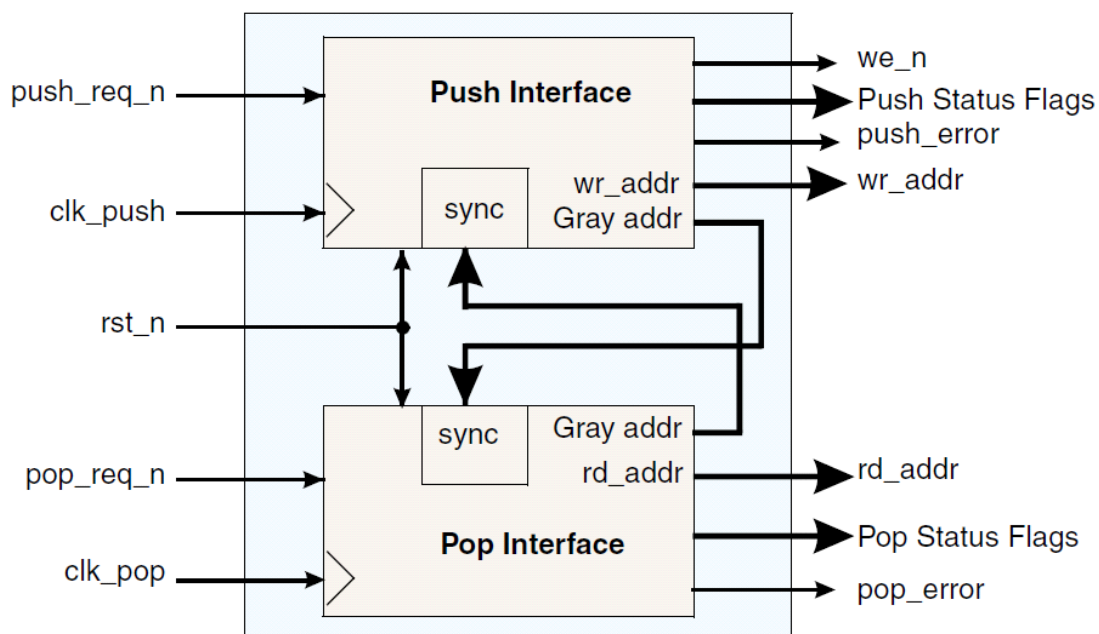 push_req_n
clk_push
rst_n
pop_req_n
clk_pop
Push Interface
sync
wr_addr
Gray addr
we_n
Push Status Flags
push_error
wr_addr
sync
Gray addr
rd_addr
Pop Interface
rd_addr
Pop Status Flags
pop_error